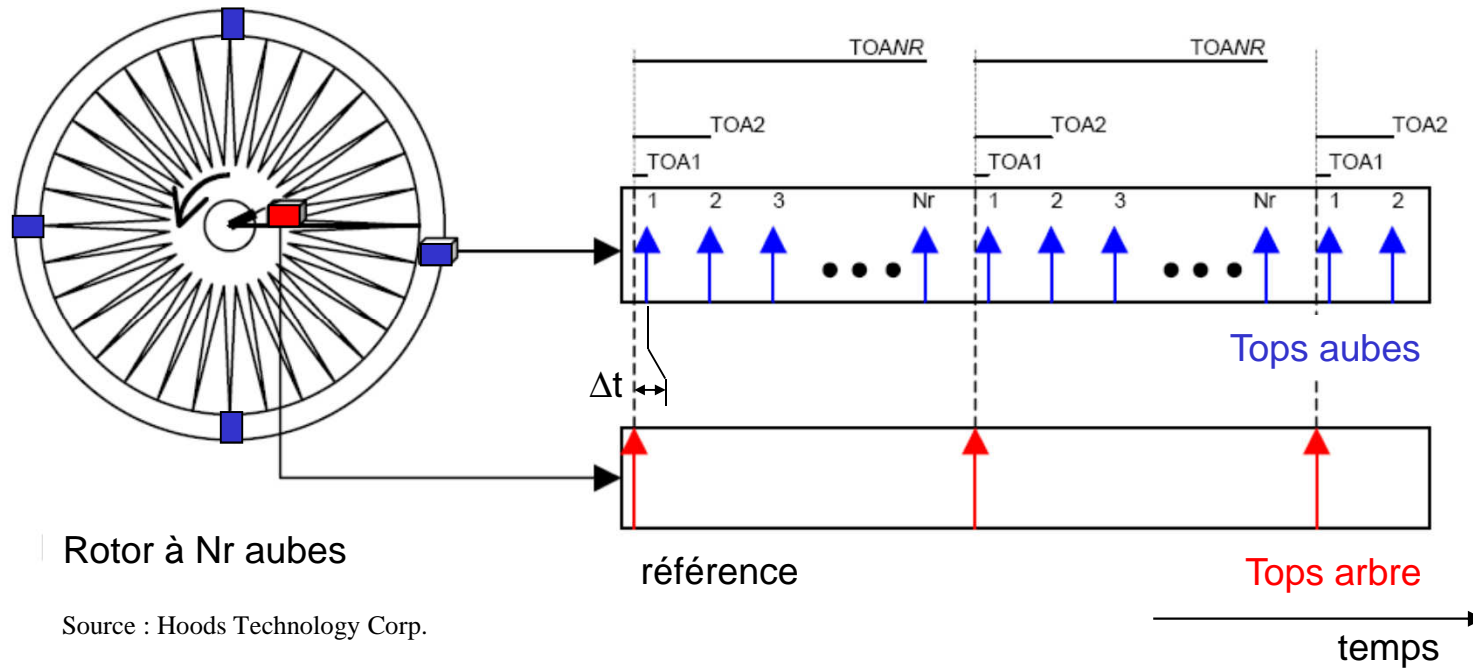 TOANR TOANR
TOA2 TOA2 TOA2
TOA1 TOA1 TOA1
1 2 3 Nr 1 2 3 Nr 1 2
Tops aubes
Δt
Rotor à Nr aubes
référence
Tops arbre
Source : Hoods Technology Corp.
temps